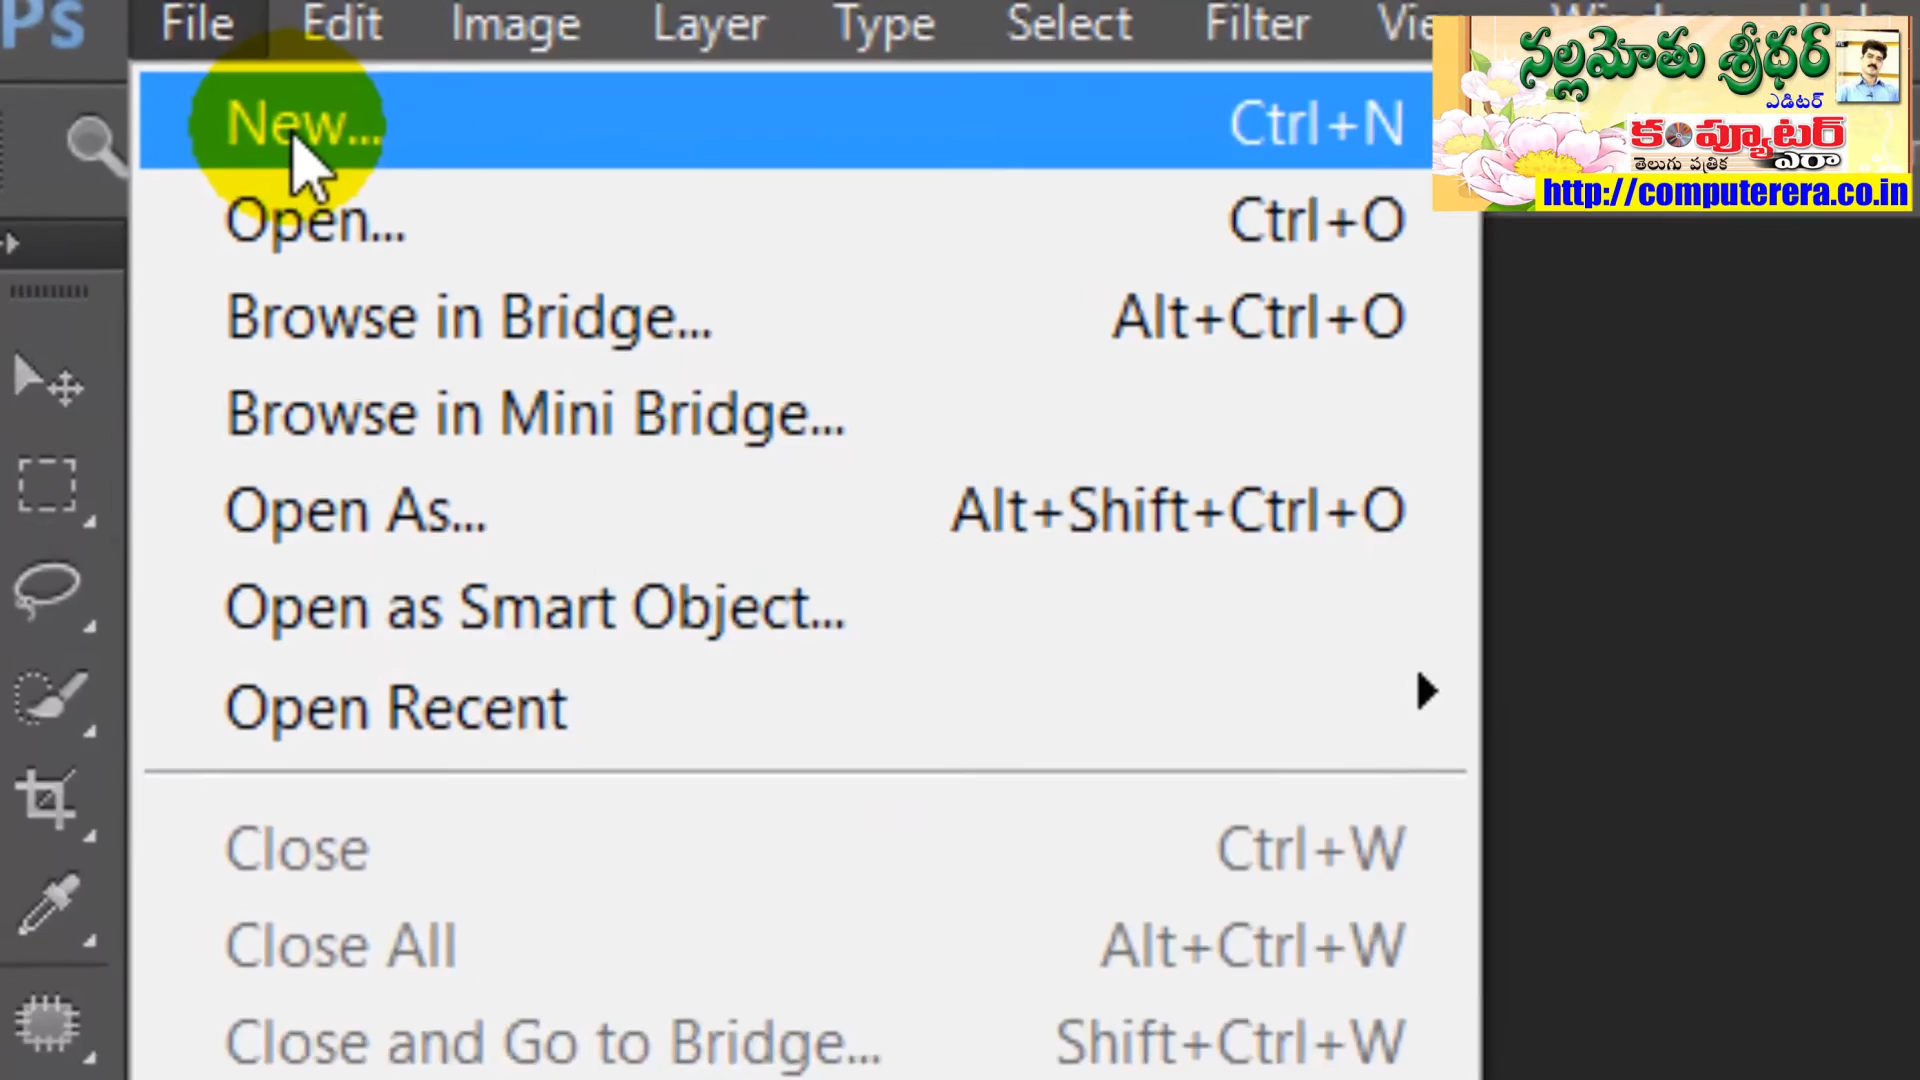 Ps File Edit Image Layer Type Select Filter
New... Ctrl+N
Open... Ctrl+O
Browse in Bridge... Alt+Ctrl+O
Browse in Mini Bridge...
Open As... Alt+Shift+Ctrl+O
Open as Smart Object...
Open Recent
Close Ctrl+W
Close All Alt+Ctrl+W
Close and Go to Bridge... Shift+Ctrl+W
నల్లమోతు శ్రీధర్
ఎడిటర్
కంప్యూటర్
తెలుగు పత్రిక ఎరా
http://computerera.co.in